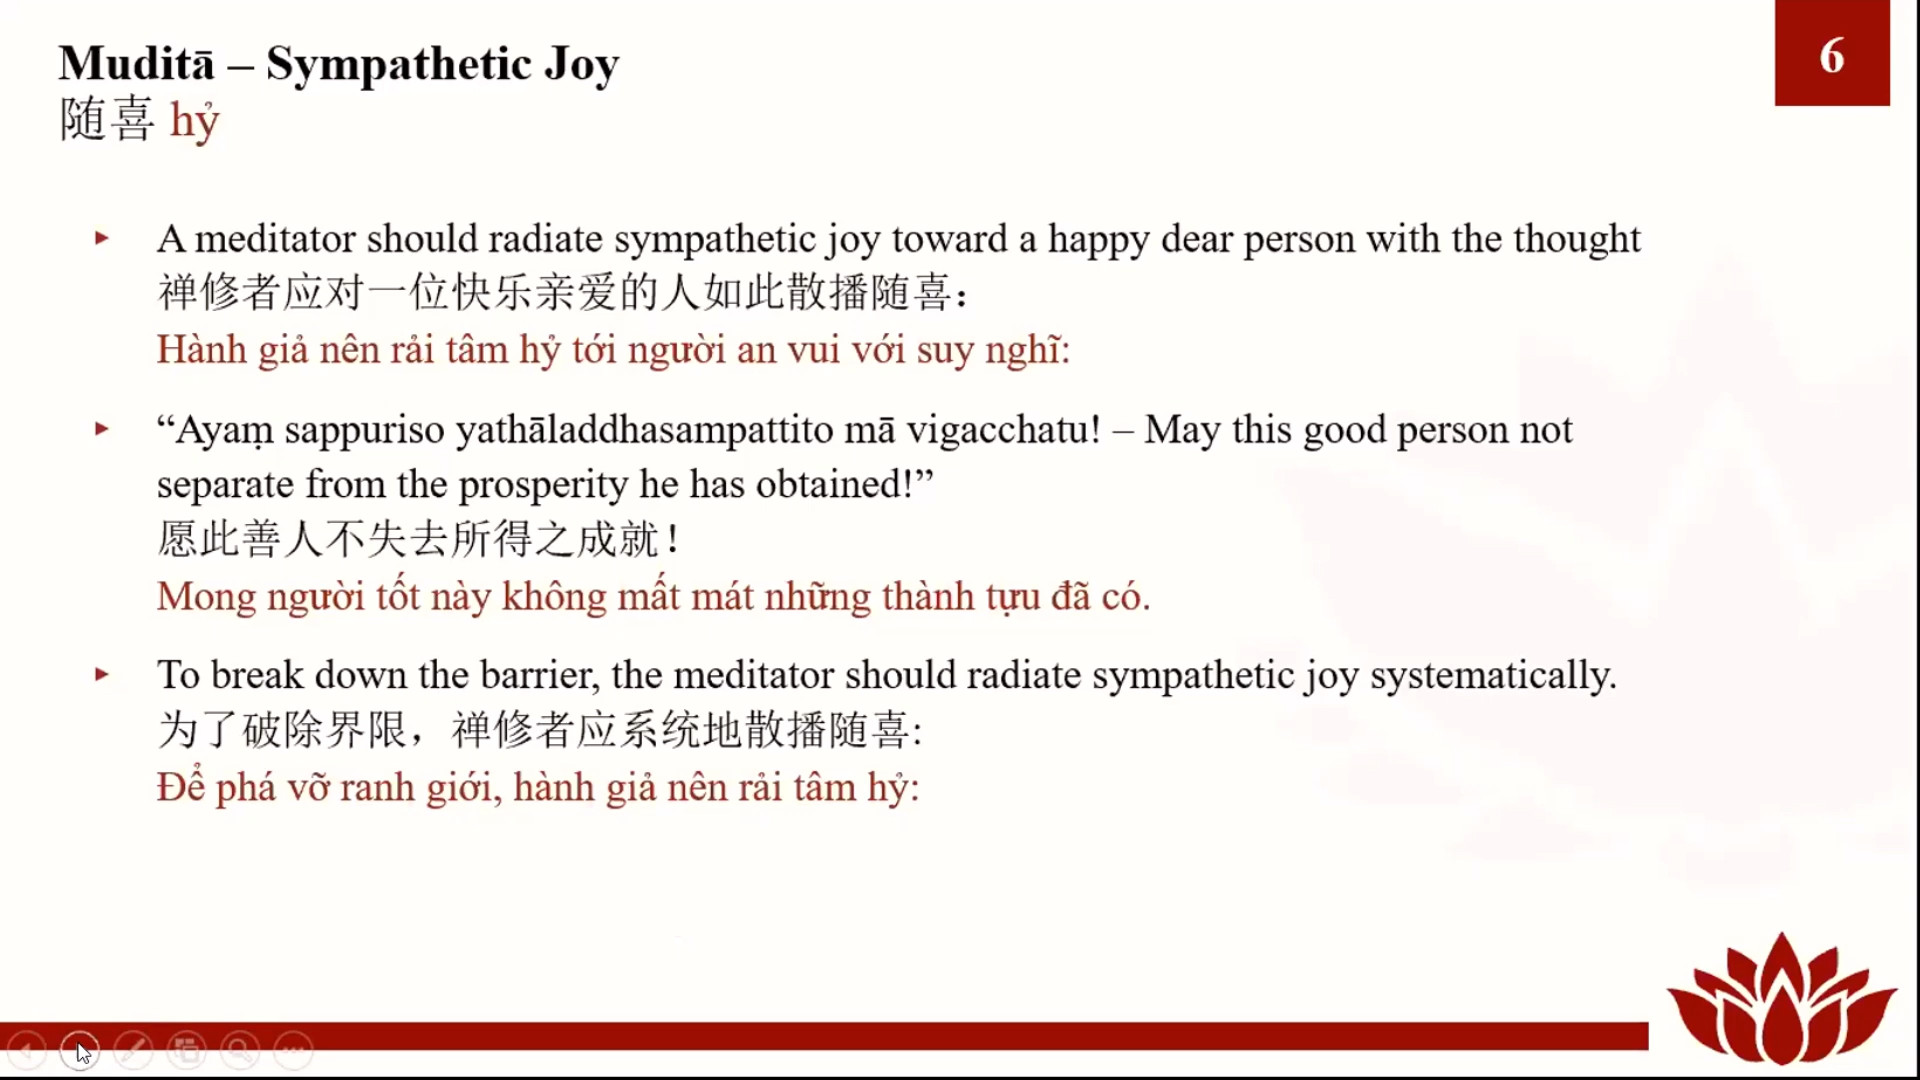 Muditā – Sympathetic Joy
随喜 hỷ
6
A meditator should radiate sympathetic joy toward a happy dear person with the thought
禅修者应对一位快乐亲爱的人如此散播随喜：
Hành giả nên rải tâm hỷ tới người an vui với suy nghĩ:
“Ayaṃ sappuriso yathāladdhasampattito mā vigacchatu! – May this good person not
separate from the prosperity he has obtained!”
愿此善人不失去所得之成就！
Mong người tốt này không mất mát những thành tựu đã có.
To break down the barrier, the meditator should radiate sympathetic joy systematically.
为了破除界限，禅修者应系统地散播随喜:
Để phá vỡ ranh giới, hành giả nên rải tâm hỷ: